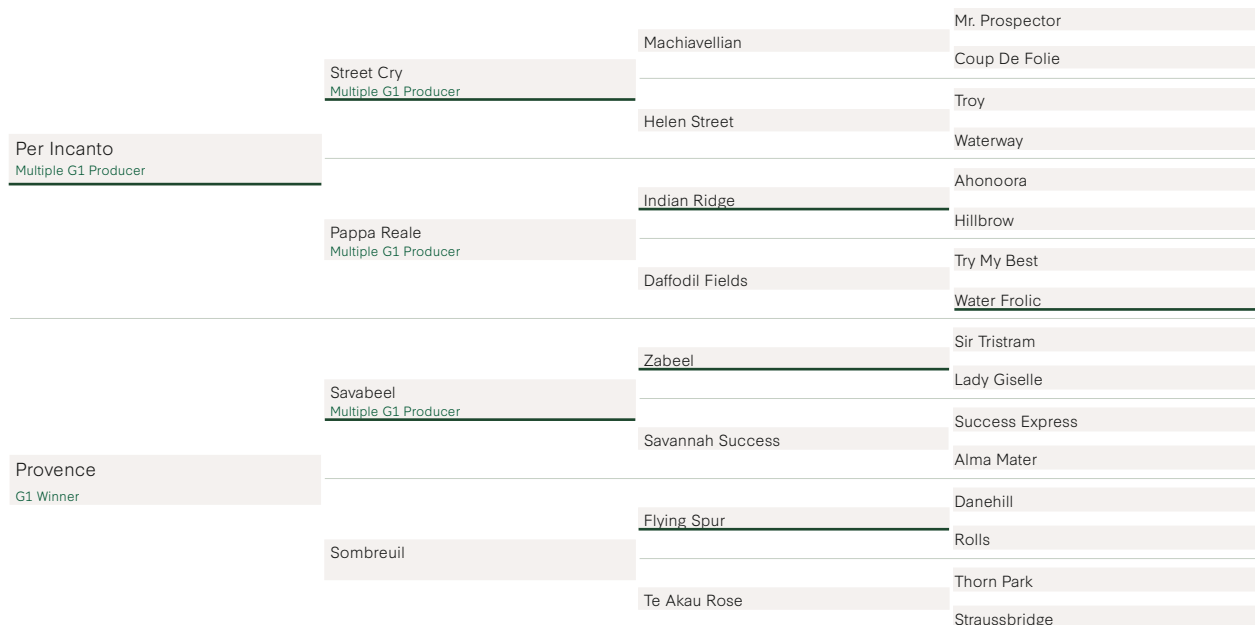 Mr. Prospector
Machiavellian
Coup De Folie
Street Cry
Multiple G1 Producer
Troy
Helen Street
Waterway
Per Incanto
Multiple G1 Producer
Ahonoora
Indian Ridge
Hillbrow
Pappa Reale
Multiple G1 Producer
Try My Best
Daffodil Fields
Water Frolic
Sir Tristram
Zabeel
Lady Giselle
Savabeel
Multiple G1 Producer
Success Express
Savannah Success
Alma Mater
Provence
G1 Winner
Danehill
Flying Spur
Rolls
Sombreuil
Thorn Park
Te Akau Rose
Straussbridge